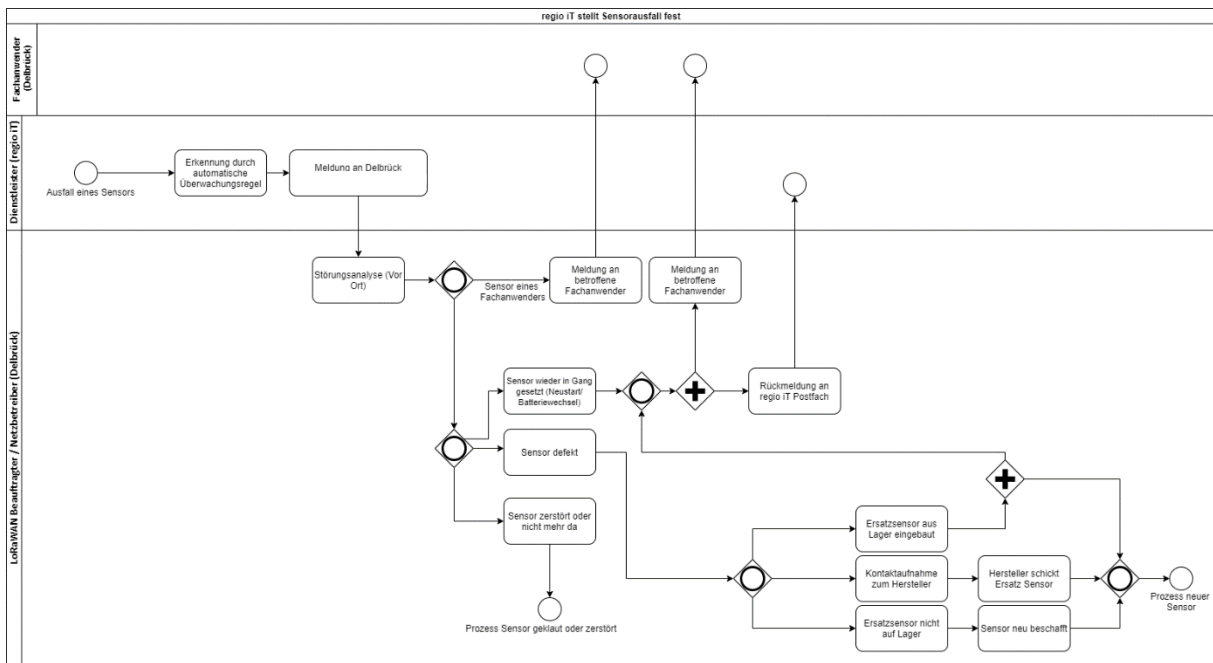 regio iT stellt Sensorausfall fest
Fachanwender
(Delbrück)
Dienstleister (regio iT)
Ausfall eines Sensors
Erkennung durch
automatische
Überwachungsregel
Meldung an Delbrück
LoRaWAN Beauftragter / Netzbetreiber (Delbrück)
Störungsanalyse (Vor
Ort)
Sensor eines
Fachanwenders
Meldung an
betroffene
Fachanwender
Meldung an
betroffene
Fachanwender
Sensor wieder in Gang
gesetzt (Neustart/
Batteriewechsel)
Rückmeldung an
regio iT Postfach
Sensor defekt
Sensor zerstört oder
nicht mehr da
Prozess Sensor geklaut oder zerstört
Ersatzsensor aus
Lager eingebaut
Kontaktaufnahme
zum Hersteller
Hersteller schickt
Ersatz Sensor
Ersatzsensor nicht
auf Lager
Sensor neu beschafft
Prozess neuer
Sensor